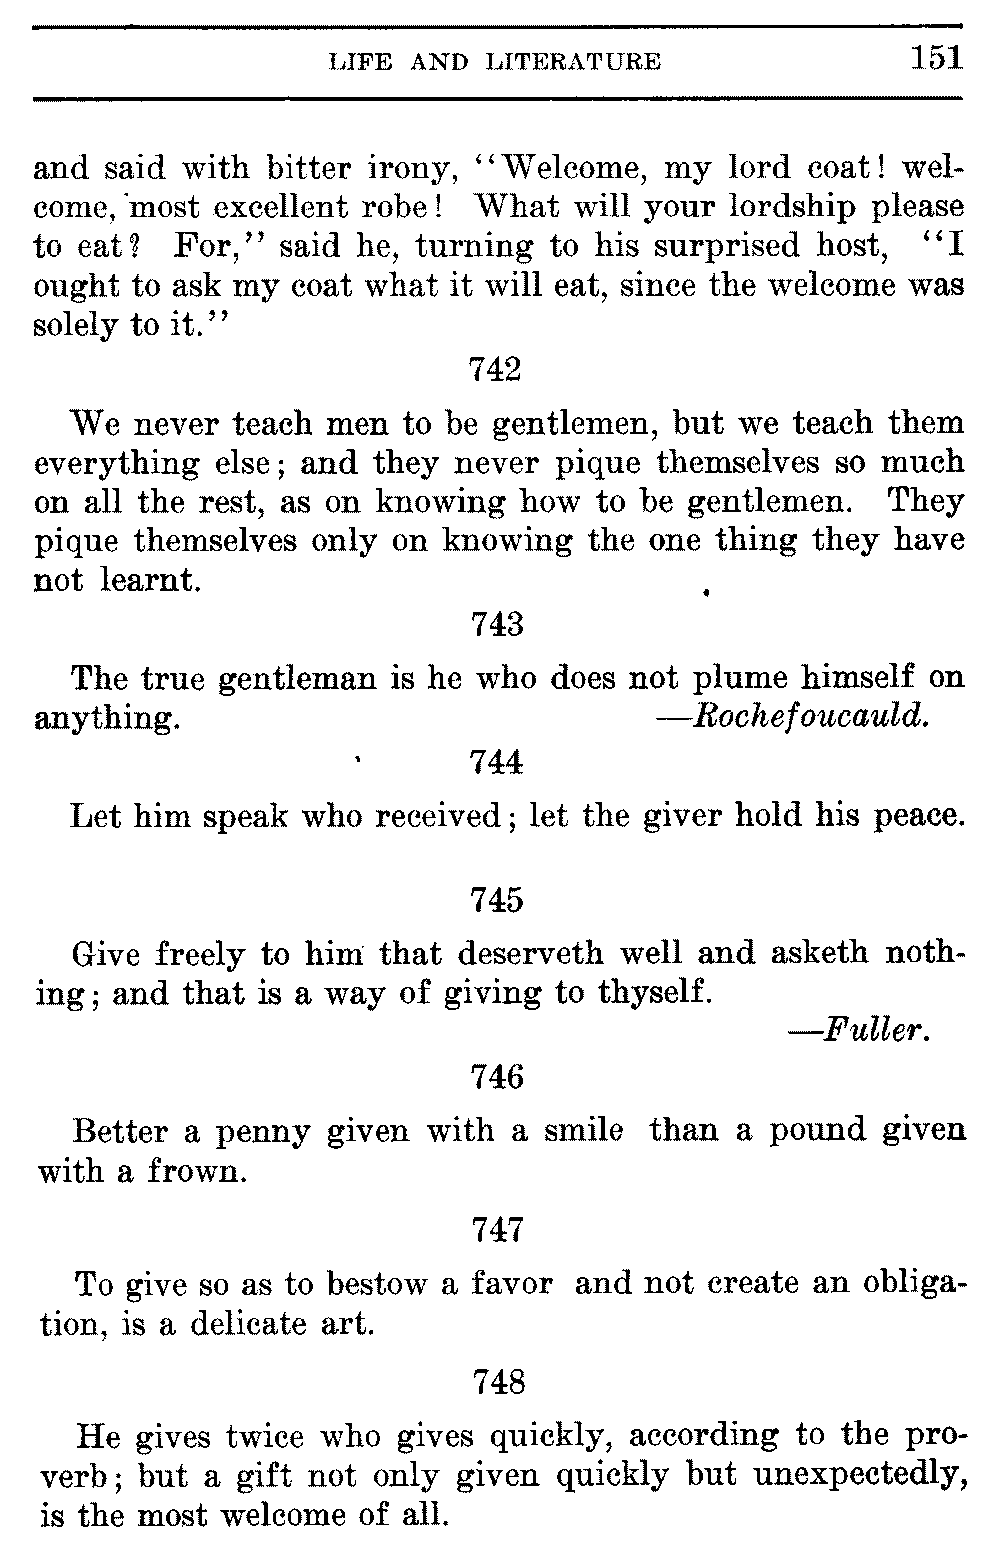 LIFE AND LITERATURE 151
and said with bitter irony, ‘‘Welcome, my lord coat! wel-
come, most excellent robe! What will your lordship please
to eat? For,’’ said he, turning to his surprised host, ‘‘I
ought to ask my coat what it will eat, since the welcome was
solely to it.’’
742
We never teach men to be gentlemen, but we teach them
everything else; and they never pique themselves so much
on all the rest, as on knowing how to be gentlemen. They
pique themselves only on knowing the one thing they have
not learnt.
743
The true gentleman is he who does not plume himself on
anything. —Rochefoucauld.
744
Let him speak who received; let the giver hold his peace.
745
Give freely to him that deserveth well and asketh noth-
ing; and that is a way of giving to thyself.
—Fuller.
746
Better a penny given with a smile than a pound given
with a frown.
747
To give so as to bestow a favor and not create an obliga-
tion, is a delicate art.
748
He gives twice who gives quickly, according to the pro-
verb; but a gift not only given quickly but unexpectedly,
is the most welcome of all.